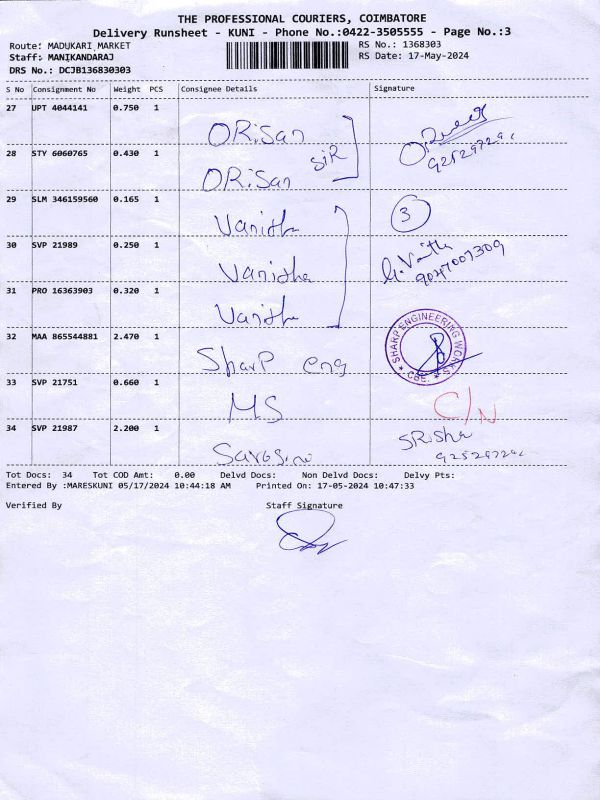 THE PROFESSIONAL COURIERS, COIMBATORE
Delivery Runsheet - KUNI - Phone No.:0422-3505555 - Page No.:3
Route: MADUKARI MARKET RS No.: 1368303
Staff: MANIKANDARAJ RS Date: 17-May-2024
DRS No.: DCJB136830303
S No Consignment No Weight PCS Consignee Details Signature
27 UPT 4044141 0.750 1 ORiSan
28 STY 6060765 0.430 1 ORiSan SiR
29 SLM 346159560 0.165 1 Vanitha 3
30 SVP 21989 0.250 1 Vanitha G.Vanitha 9047007309
31 PRO 16363903 0.320 1 Vanitha
32 MAA 865544881 2.470 1 SharP eng SHARP ENGINEERING WORKS CBE.
33 SVP 21751 0.660 1 MS C/N
34 SVP 21987 2.200 1
Tot Docs: 34 Tot COD Amt: 0.00 Delvd Docs: Non Delvd Docs: Delvy Pts:
Entered By :MARESKUNI 05/17/2024 10:44:18 AM Printed On: 17-05-2024 10:47:33
Verified By Staff Signature